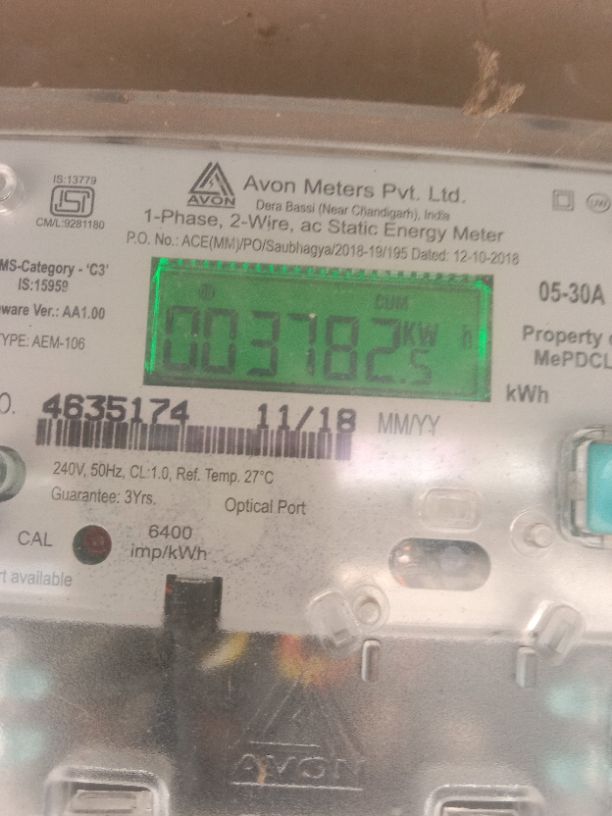 IS:13779
ISI
CM/L:9281180
AVON
Avon Meters Pvt. Ltd.
Dera Bassi (Near Chandigarh), India
1-Phase, 2-Wire, ac Static Energy Meter
P.O. No.: ACE(MM)/PO/Saubhagya/2018-19/195 Dated: 12-10-2018
MS-Category - 'C3'
IS:15959
ware Ver.: AA1.00
TYPE: AEM-106
CUM
003782.5 KW h
05-30A
Property
MePDCL
kWh
O. 4635174 11/18 MM/YY
240V, 50Hz, CL:1.0, Ref. Temp. 27°C
Guarantee: 3Yrs.
Optical Port
CAL
6400
imp/kWh
rt available
AVON